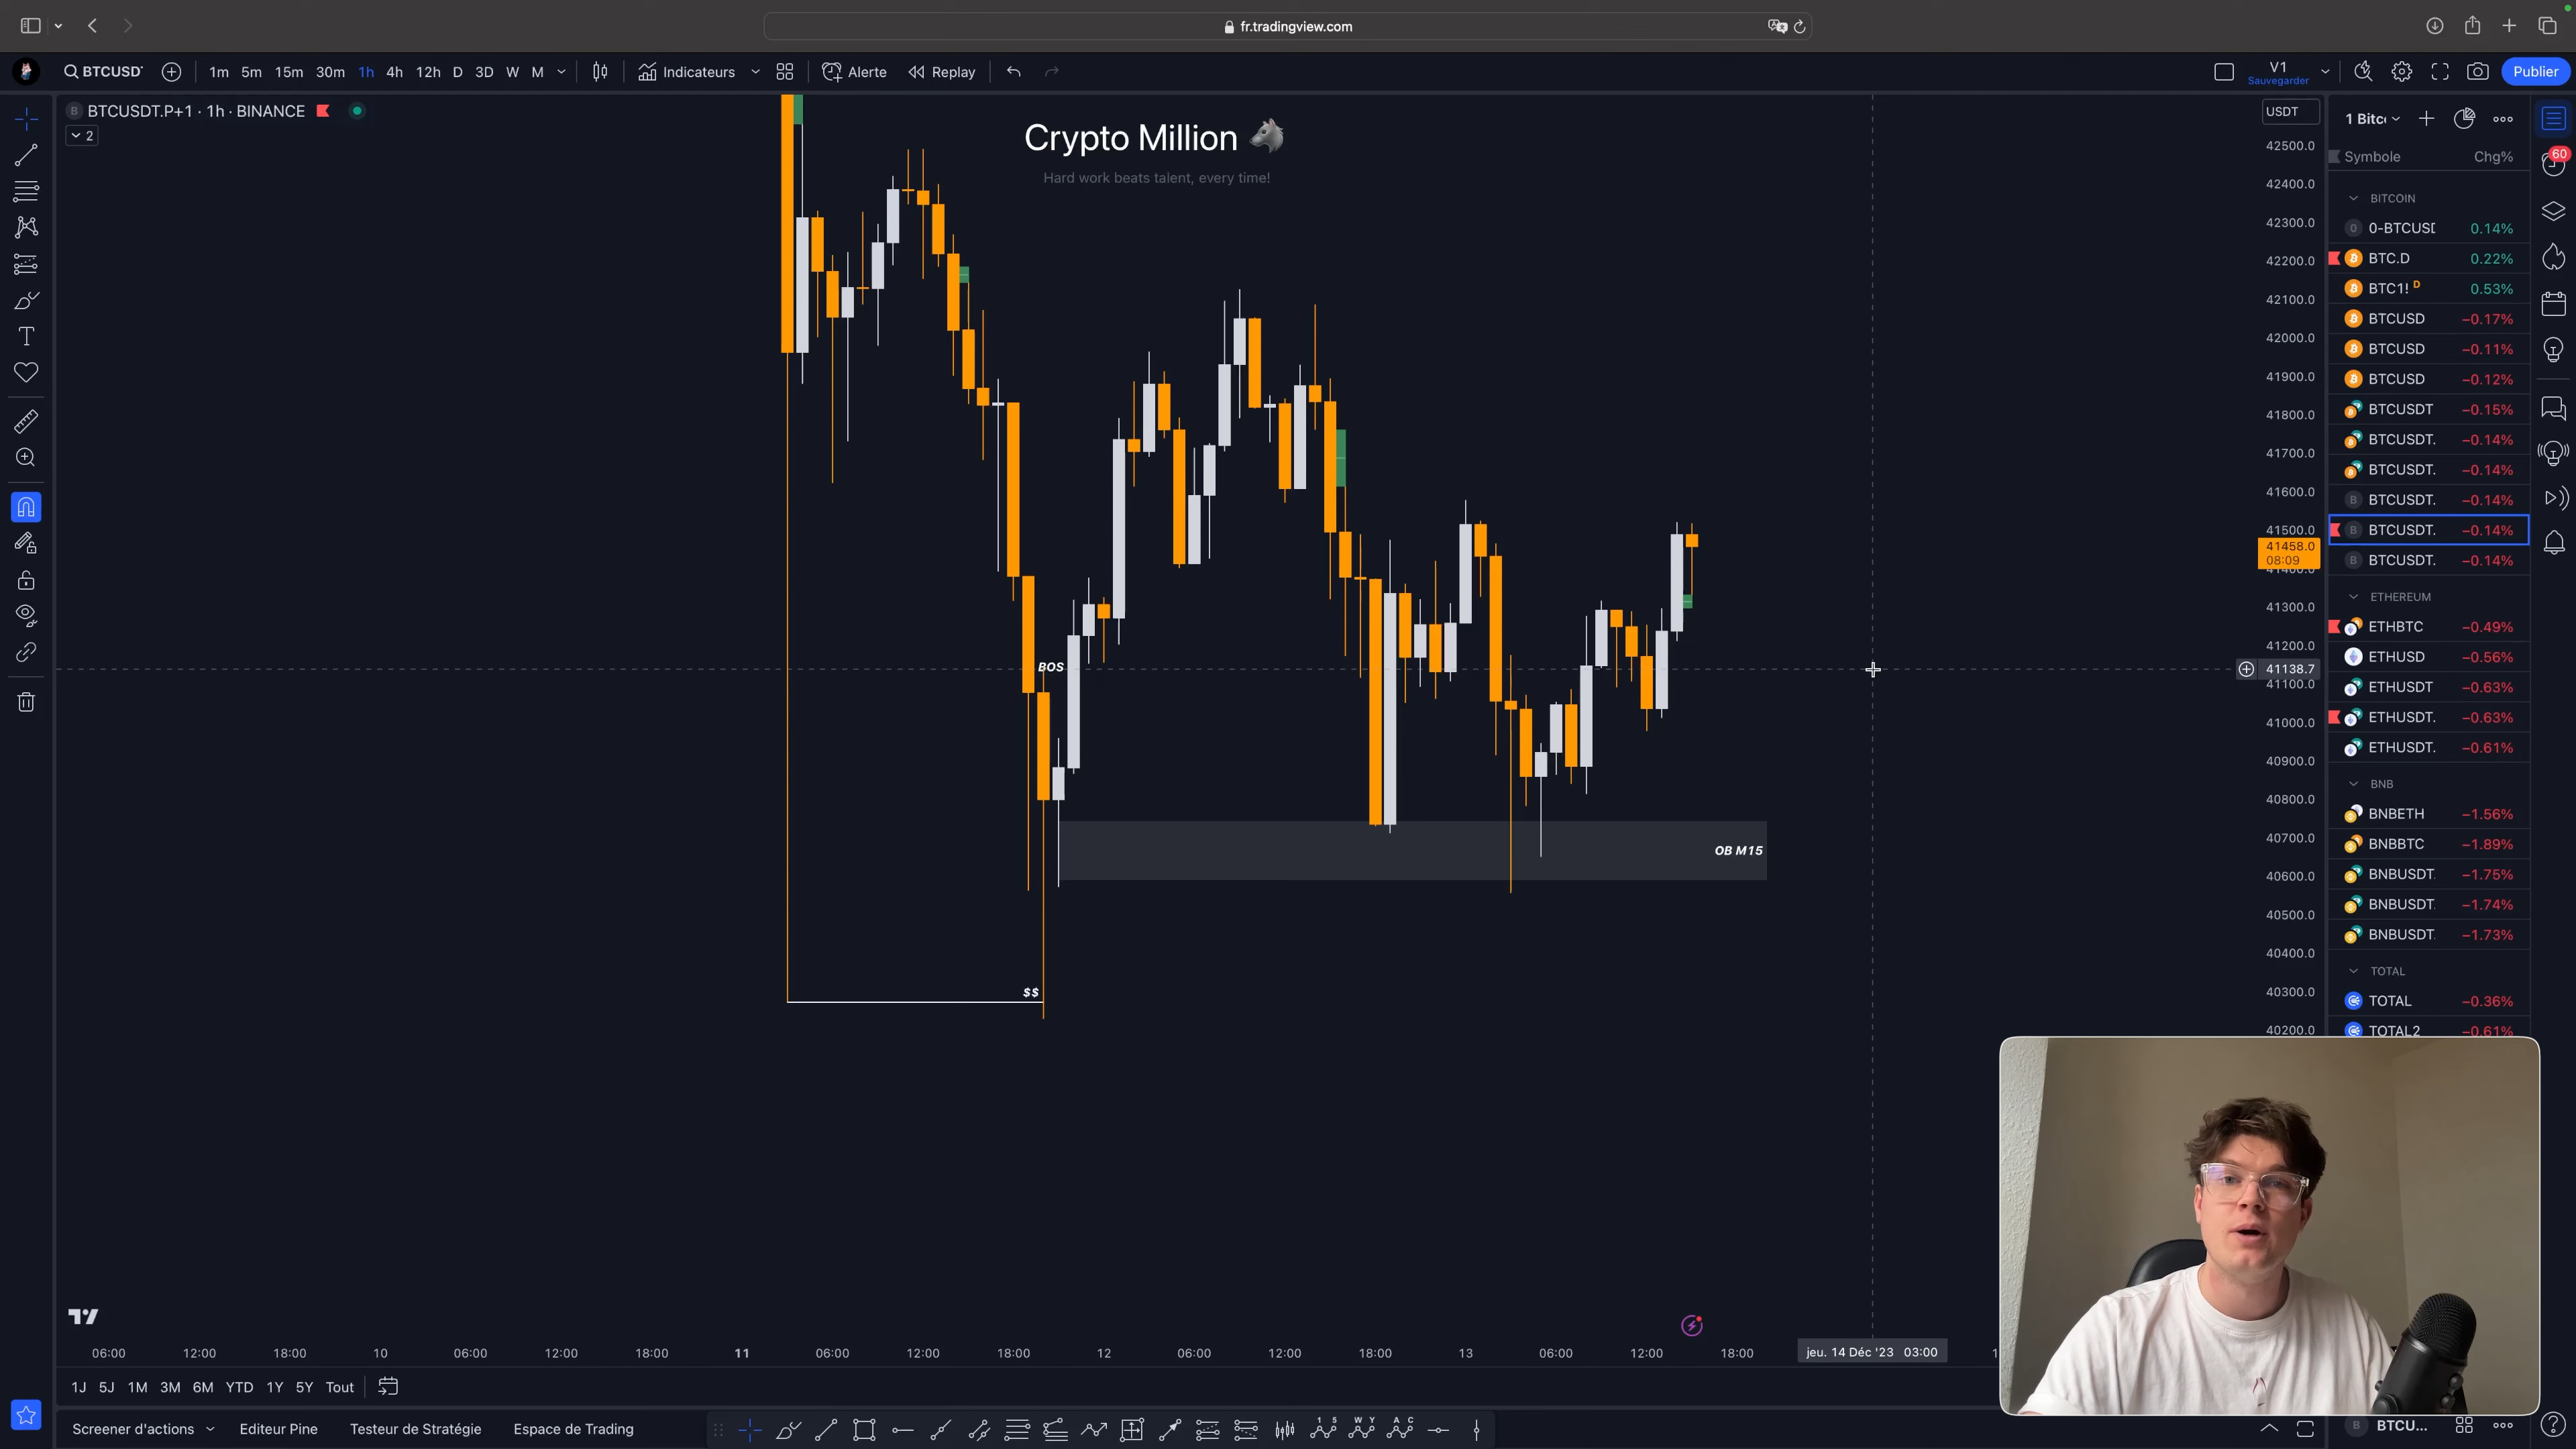 fr.tradingview.com
BTCUSD
1m 5m 15m 30m 1h 4h 12h D 3D W M
Indicateurs
Alerte
Replay
V1
Sauvegarder
Publier
BTCUSDT.P+1 · 1h · BINANCE
2
Crypto Million
Hard work beats talent, every time!
USDT
42500.0
42400.0
42300.0
42200.0
42100.0
42000.0
41900.0
41800.0
41700.0
41600.0
41500.0
41458.0
08:09
41300.0
41200.0
41138.7
41100.0
41000.0
40900.0
40800.0
40700.0
40600.0
40500.0
40400.0
40300.0
40200.0
BOS
OB M15
$$
1 Bitc
Symbole Chg%
BITCOIN
0-BTCUSD 0.14%
BTC.D 0.22%
BTC1! D 0.53%
BTCUSD −0.17%
BTCUSD −0.11%
BTCUSD −0.12%
BTCUSDT −0.15%
BTCUSDT. −0.14%
BTCUSDT. −0.14%
BTCUSDT. −0.14%
BTCUSDT. −0.14%
BTCUSDT. −0.14%
ETHEREUM
ETHBTC −0.49%
ETHUSD −0.56%
ETHUSDT −0.63%
ETHUSDT. −0.63%
ETHUSDT. −0.61%
BNB
BNBETH −1.56%
BNBBTC −1.89%
BNBUSDT −1.75%
BNBUSDT −1.74%
BNBUSDT −1.73%
TOTAL
TOTAL −0.36%
TOTAL2 −0.61%
60
06:00 12:00 18:00 10 06:00 12:00 18:00 11 06:00 12:00 18:00 12 06:00 12:00 18:00 13 06:00 12:00 18:00 jeu. 14 Déc '23 03:00
1J 5J 1M 3M 6M YTD 1Y 5Y Tout
Screener d'actions
Editeur Pine
Testeur de Stratégie
Espace de Trading
BTCU...